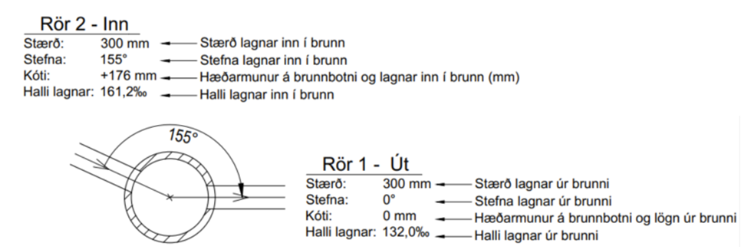 Rör 2 - Inn
Stærð: 300 mm Stærð lagnar inn í brunn
Stefna: 155° Stefna lagnar inn í brunn
Kóti: +176 mm Hæðarmunur á brunnbotni og lagnar inn í brunn (mm)
Halli lagnar: 161,2‰ Halli lagnar inn í brunn
155°
Rör 1 - Út
Stærð: 300 mm Stærð lagnar úr brunni
Stefna: 0° Stefna lagnar úr brunni
Kóti: 0 mm Hæðarmunur á brunnbotni og lögn úr brunni
Halli lagnar: 132,0‰ Halli lagnar úr brunni